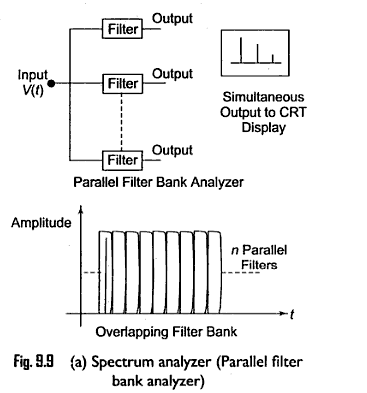 Filter
Output
Input
V(t)
Filter
Output
Simultaneous
Output to CRT
Display
Filter
Output
Parallel Filter Bank Analyzer
Amplitude
n Parallel
Filters
t
Overlapping Filter Bank
Fig. 9.9 (a) Spectrum analyzer (Parallel filter
bank analyzer)